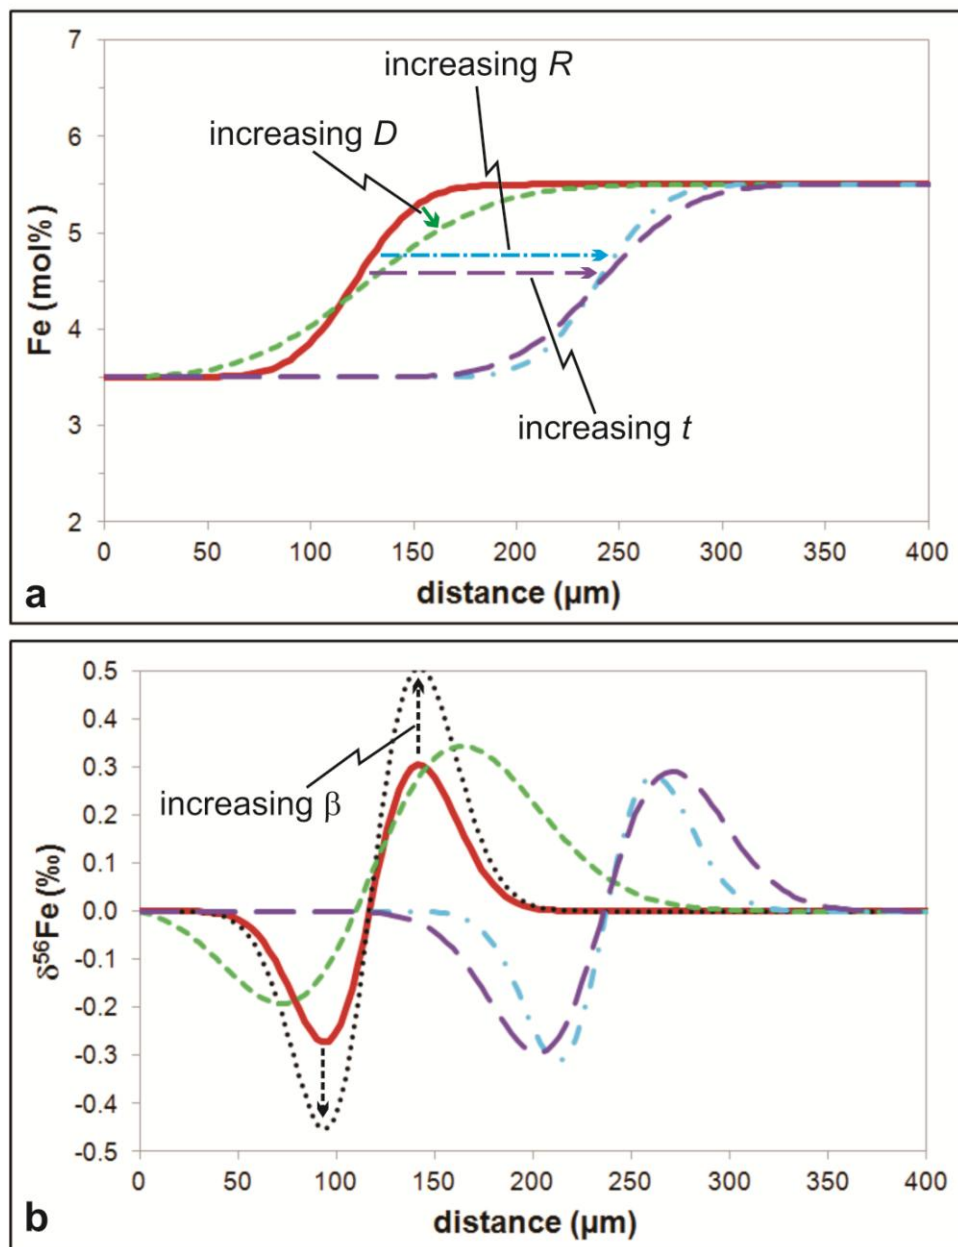 7
6
5
4
3
2
Fe (mol%)
increasing R
increasing D
increasing t
0 50 100 150 200 250 300 350 400
distance (μm)
a
0.5
0.4
0.3
0.2
0.1
0.0
-0.1
-0.2
-0.3
-0.4
-0.5
δ⁵⁶Fe (‰)
increasing β
0 50 100 150 200 250 300 350 400
distance (μm)
b